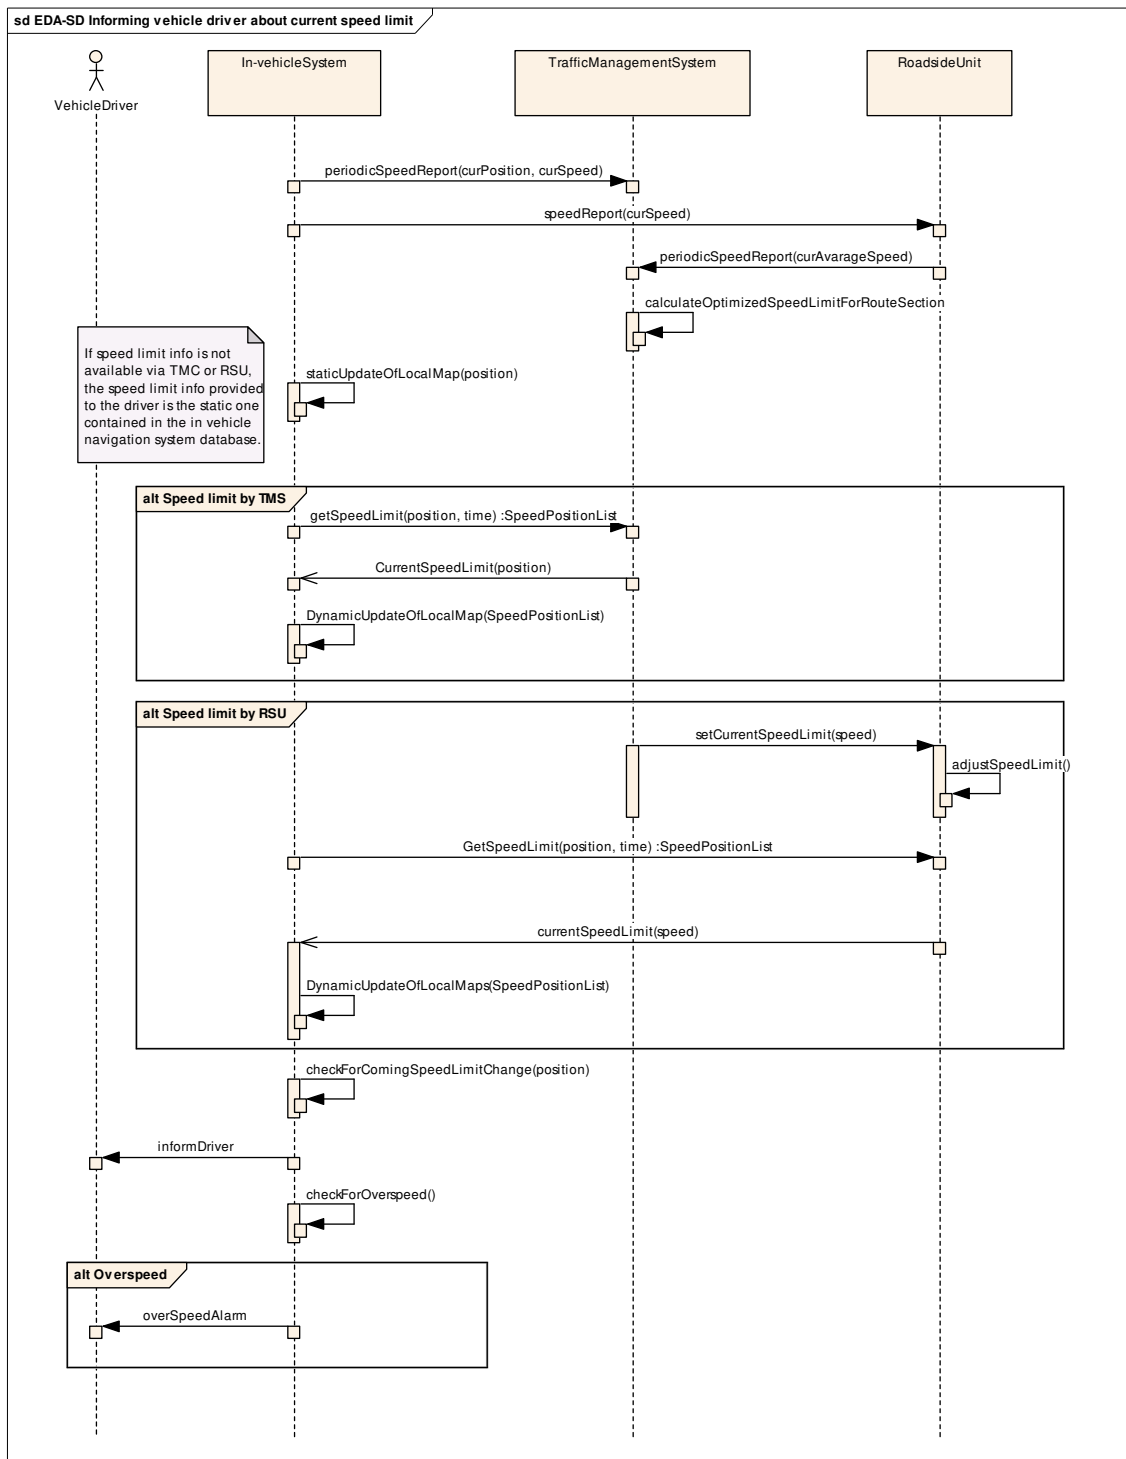 sd EDA-SD Informing vehicle driver about current speed limit
VehicleDriver
In-vehicleSystem
TrafficManagementSystem
RoadsideUnit
periodicSpeedReport(curPosition, curSpeed)
speedReport(curSpeed)
periodicSpeedReport(curAvarageSpeed)
calculateOptimizedSpeedLimitForRouteSection
If speed limit info is not
available via TMC or RSU,
the speed limit info provided
to the driver is the static one
contained in the in vehicle
navigation system database.
staticUpdateOfLocalMap(position)
alt Speed limit by TMS
getSpeedLimit(position, time) :SpeedPositionList
CurrentSpeedLimit(position)
DynamicUpdateOfLocalMap(SpeedPositionList)
alt Speed limit by RSU
setCurrentSpeedLimit(speed)
adjustSpeedLimit()
GetSpeedLimit(position, time) :SpeedPositionList
currentSpeedLimit(speed)
DynamicUpdateOfLocalMaps(SpeedPositionList)
checkForComingSpeedLimitChange(position)
informDriver
checkForOverspeed()
alt Overspeed
overSpeedAlarm